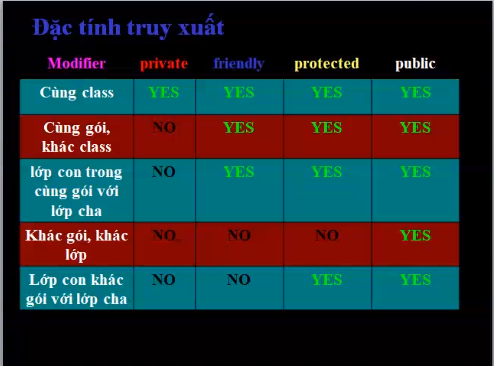 Đặc tính truy xuất
Modifier private friendly protected public
Cùng class YES YES YES YES
Cùng gói, NO YES YES YES
khác class
lớp con trong NO YES YES YES
cùng gói với
lớp cha
Khác gói, khác NO NO NO YES
lớp
Lớp con khác NO NO YES YES
gói với lớp cha